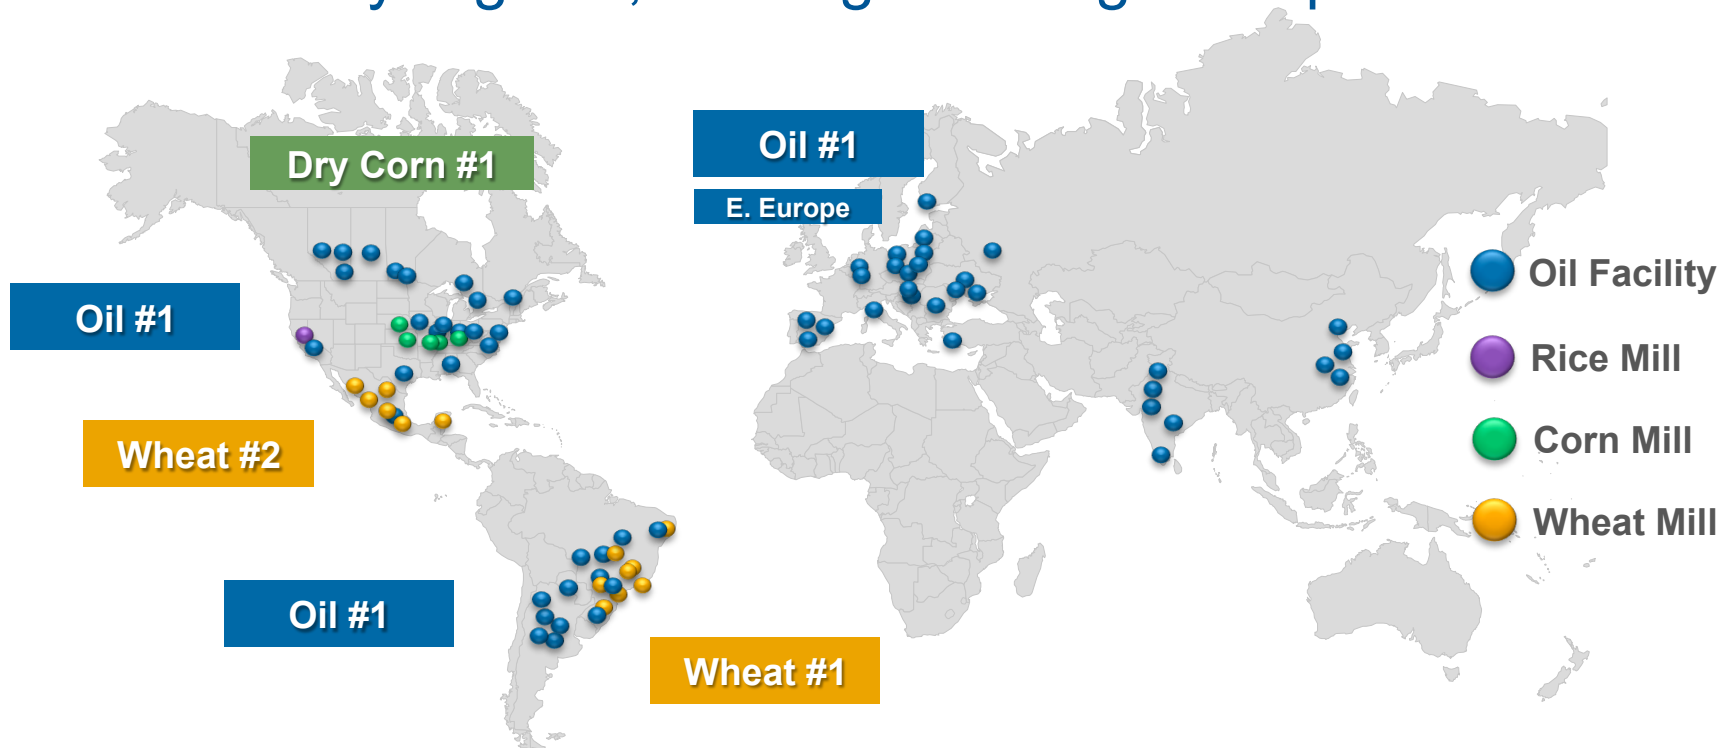 Dry Corn #1
Oil #1
E. Europe
Oil #1
Wheat #2
Oil #1
Wheat #1
Oil Facility
Rice Mill
Corn Mill
Wheat Mill